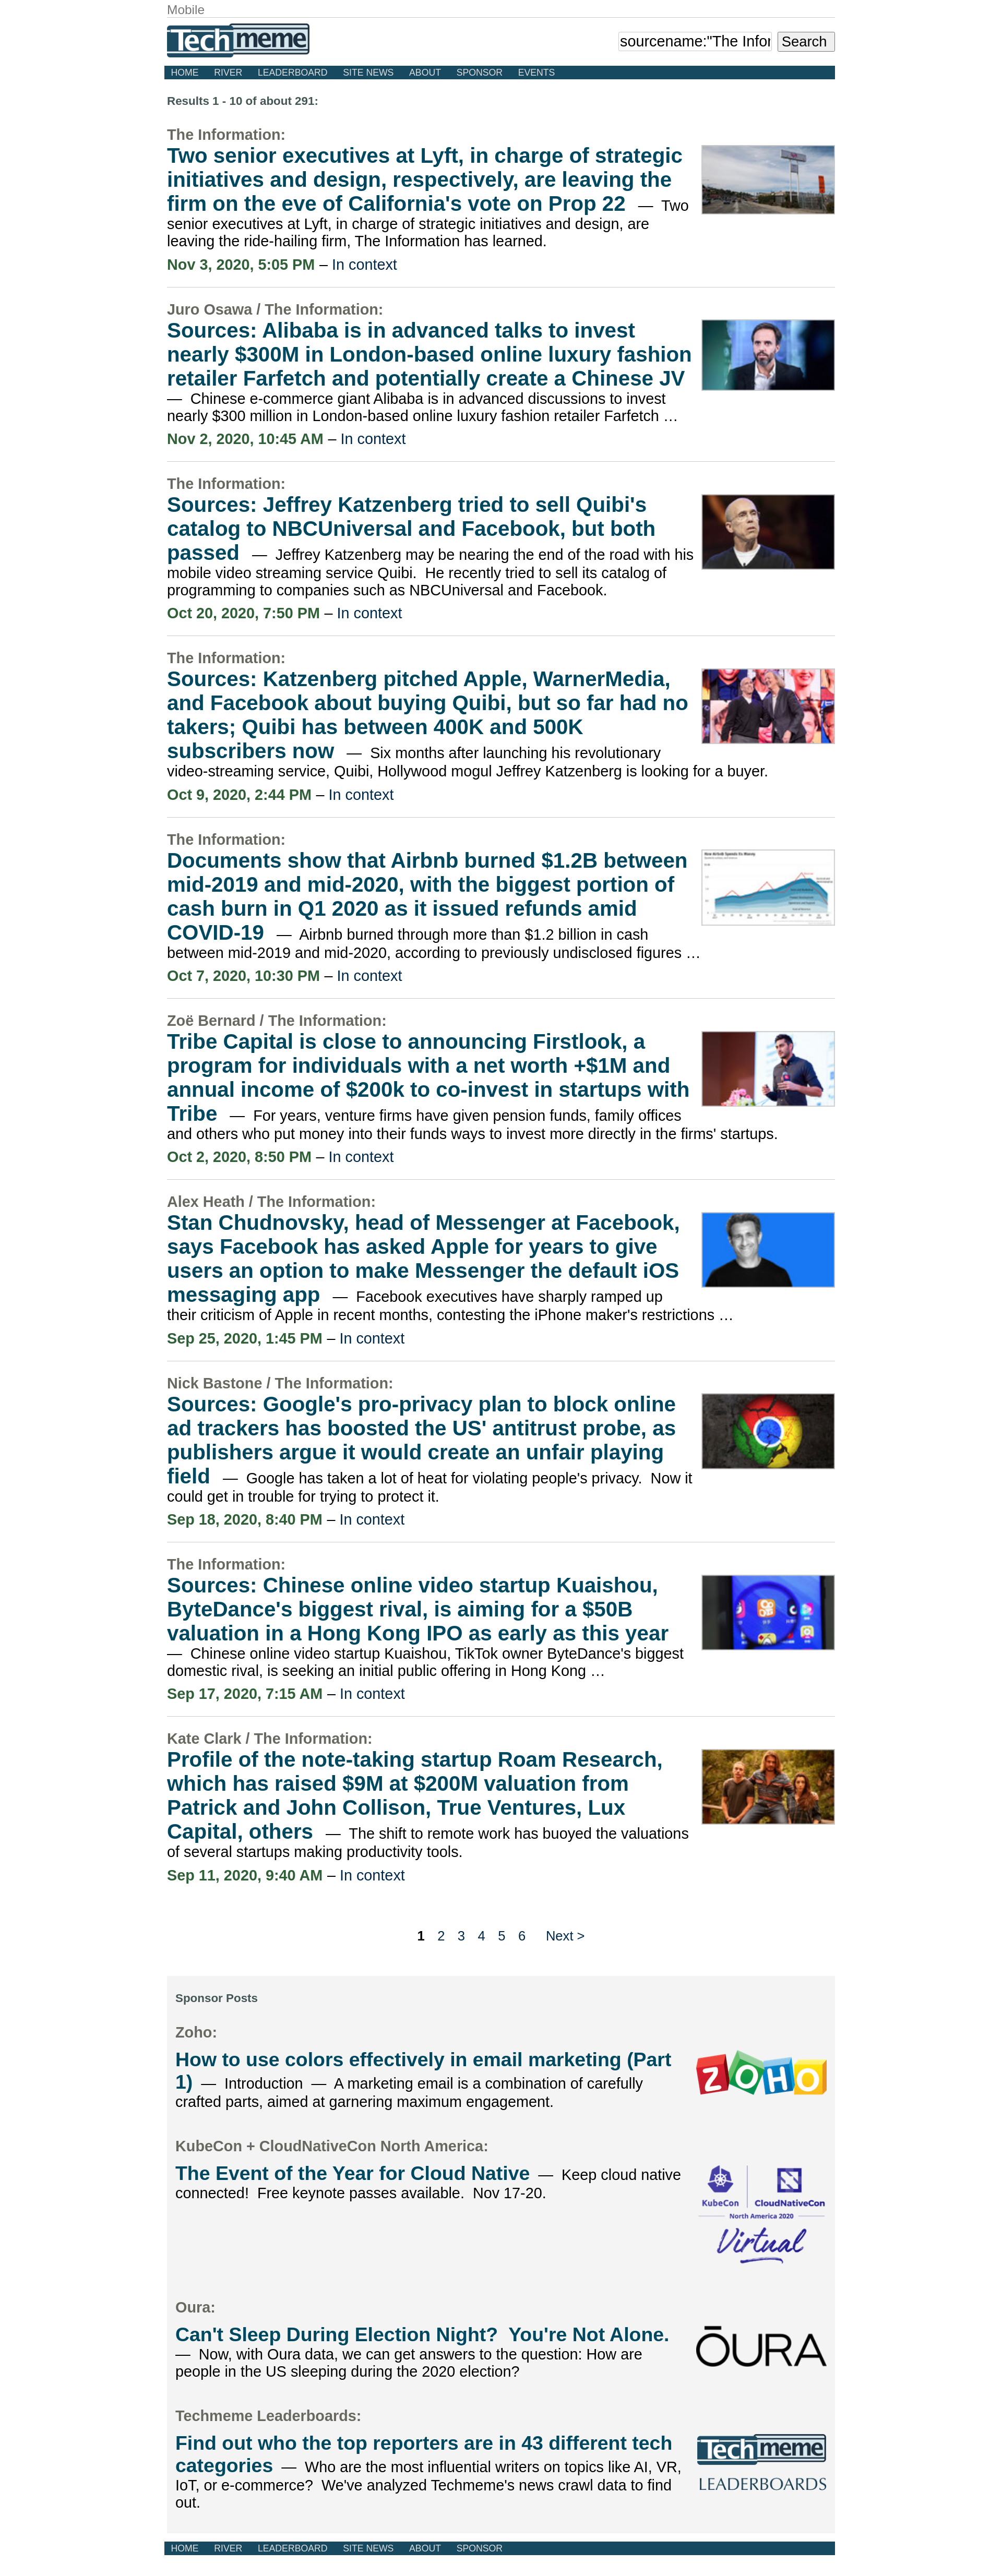 Mobile
Techmeme
sourcename:"The Infor
Search
HOME RIVER LEADERBOARD SITE NEWS ABOUT SPONSOR EVENTS
Results 1 - 10 of about 291:
The Information:
Two senior executives at Lyft, in charge of strategic
initiatives and design, respectively, are leaving the
firm on the eve of California's vote on Prop 22 — Two
senior executives at Lyft, in charge of strategic initiatives and design, are
leaving the ride-hailing firm, The Information has learned.
Nov 3, 2020, 5:05 PM – In context
Juro Osawa / The Information:
Sources: Alibaba is in advanced talks to invest
nearly $300M in London-based online luxury fashion
retailer Farfetch and potentially create a Chinese JV
— Chinese e-commerce giant Alibaba is in advanced discussions to invest
nearly $300 million in London-based online luxury fashion retailer Farfetch …
Nov 2, 2020, 10:45 AM – In context
The Information:
Sources: Jeffrey Katzenberg tried to sell Quibi's
catalog to NBCUniversal and Facebook, but both
passed — Jeffrey Katzenberg may be nearing the end of the road with his
mobile video streaming service Quibi. He recently tried to sell its catalog of
programming to companies such as NBCUniversal and Facebook.
Oct 20, 2020, 7:50 PM – In context
The Information:
Sources: Katzenberg pitched Apple, WarnerMedia,
and Facebook about buying Quibi, but so far had no
takers; Quibi has between 400K and 500K
subscribers now — Six months after launching his revolutionary
video-streaming service, Quibi, Hollywood mogul Jeffrey Katzenberg is looking for a buyer.
Oct 9, 2020, 2:44 PM – In context
The Information:
Documents show that Airbnb burned $1.2B between
mid-2019 and mid-2020, with the biggest portion of
cash burn in Q1 2020 as it issued refunds amid
COVID-19 — Airbnb burned through more than $1.2 billion in cash
between mid-2019 and mid-2020, according to previously undisclosed figures …
Oct 7, 2020, 10:30 PM – In context
Zoë Bernard / The Information:
Tribe Capital is close to announcing Firstlook, a
program for individuals with a net worth +$1M and
annual income of $200k to co-invest in startups with
Tribe — For years, venture firms have given pension funds, family offices
and others who put money into their funds ways to invest more directly in the firms' startups.
Oct 2, 2020, 8:50 PM – In context
Alex Heath / The Information:
Stan Chudnovsky, head of Messenger at Facebook,
says Facebook has asked Apple for years to give
users an option to make Messenger the default iOS
messaging app — Facebook executives have sharply ramped up
their criticism of Apple in recent months, contesting the iPhone maker's restrictions …
Sep 25, 2020, 1:45 PM – In context
Nick Bastone / The Information:
Sources: Google's pro-privacy plan to block online
ad trackers has boosted the US' antitrust probe, as
publishers argue it would create an unfair playing
field — Google has taken a lot of heat for violating people's privacy. Now it
could get in trouble for trying to protect it.
Sep 18, 2020, 8:40 PM – In context
The Information:
Sources: Chinese online video startup Kuaishou,
ByteDance's biggest rival, is aiming for a $50B
valuation in a Hong Kong IPO as early as this year
— Chinese online video startup Kuaishou, TikTok owner ByteDance's biggest
domestic rival, is seeking an initial public offering in Hong Kong …
Sep 17, 2020, 7:15 AM – In context
Kate Clark / The Information:
Profile of the note-taking startup Roam Research,
which has raised $9M at $200M valuation from
Patrick and John Collison, True Ventures, Lux
Capital, others — The shift to remote work has buoyed the valuations
of several startups making productivity tools.
Sep 11, 2020, 9:40 AM – In context
1 2 3 4 5 6 Next >
Sponsor Posts
Zoho:
How to use colors effectively in email marketing (Part
1) — Introduction — A marketing email is a combination of carefully
crafted parts, aimed at garnering maximum engagement.
ZOHO
KubeCon + CloudNativeCon North America:
The Event of the Year for Cloud Native — Keep cloud native
connected! Free keynote passes available. Nov 17-20.
KubeCon CloudNativeCon
North America 2020
Virtual
Oura:
Can't Sleep During Election Night? You're Not Alone.
— Now, with Oura data, we can get answers to the question: How are
people in the US sleeping during the 2020 election?
ŌURA
Techmeme Leaderboards:
Find out who the top reporters are in 43 different tech
categories — Who are the most influential writers on topics like AI, VR,
IoT, or e-commerce? We've analyzed Techmeme's news crawl data to find
out.
Techmeme
LEADERBOARDS
HOME RIVER LEADERBOARD SITE NEWS ABOUT SPONSOR